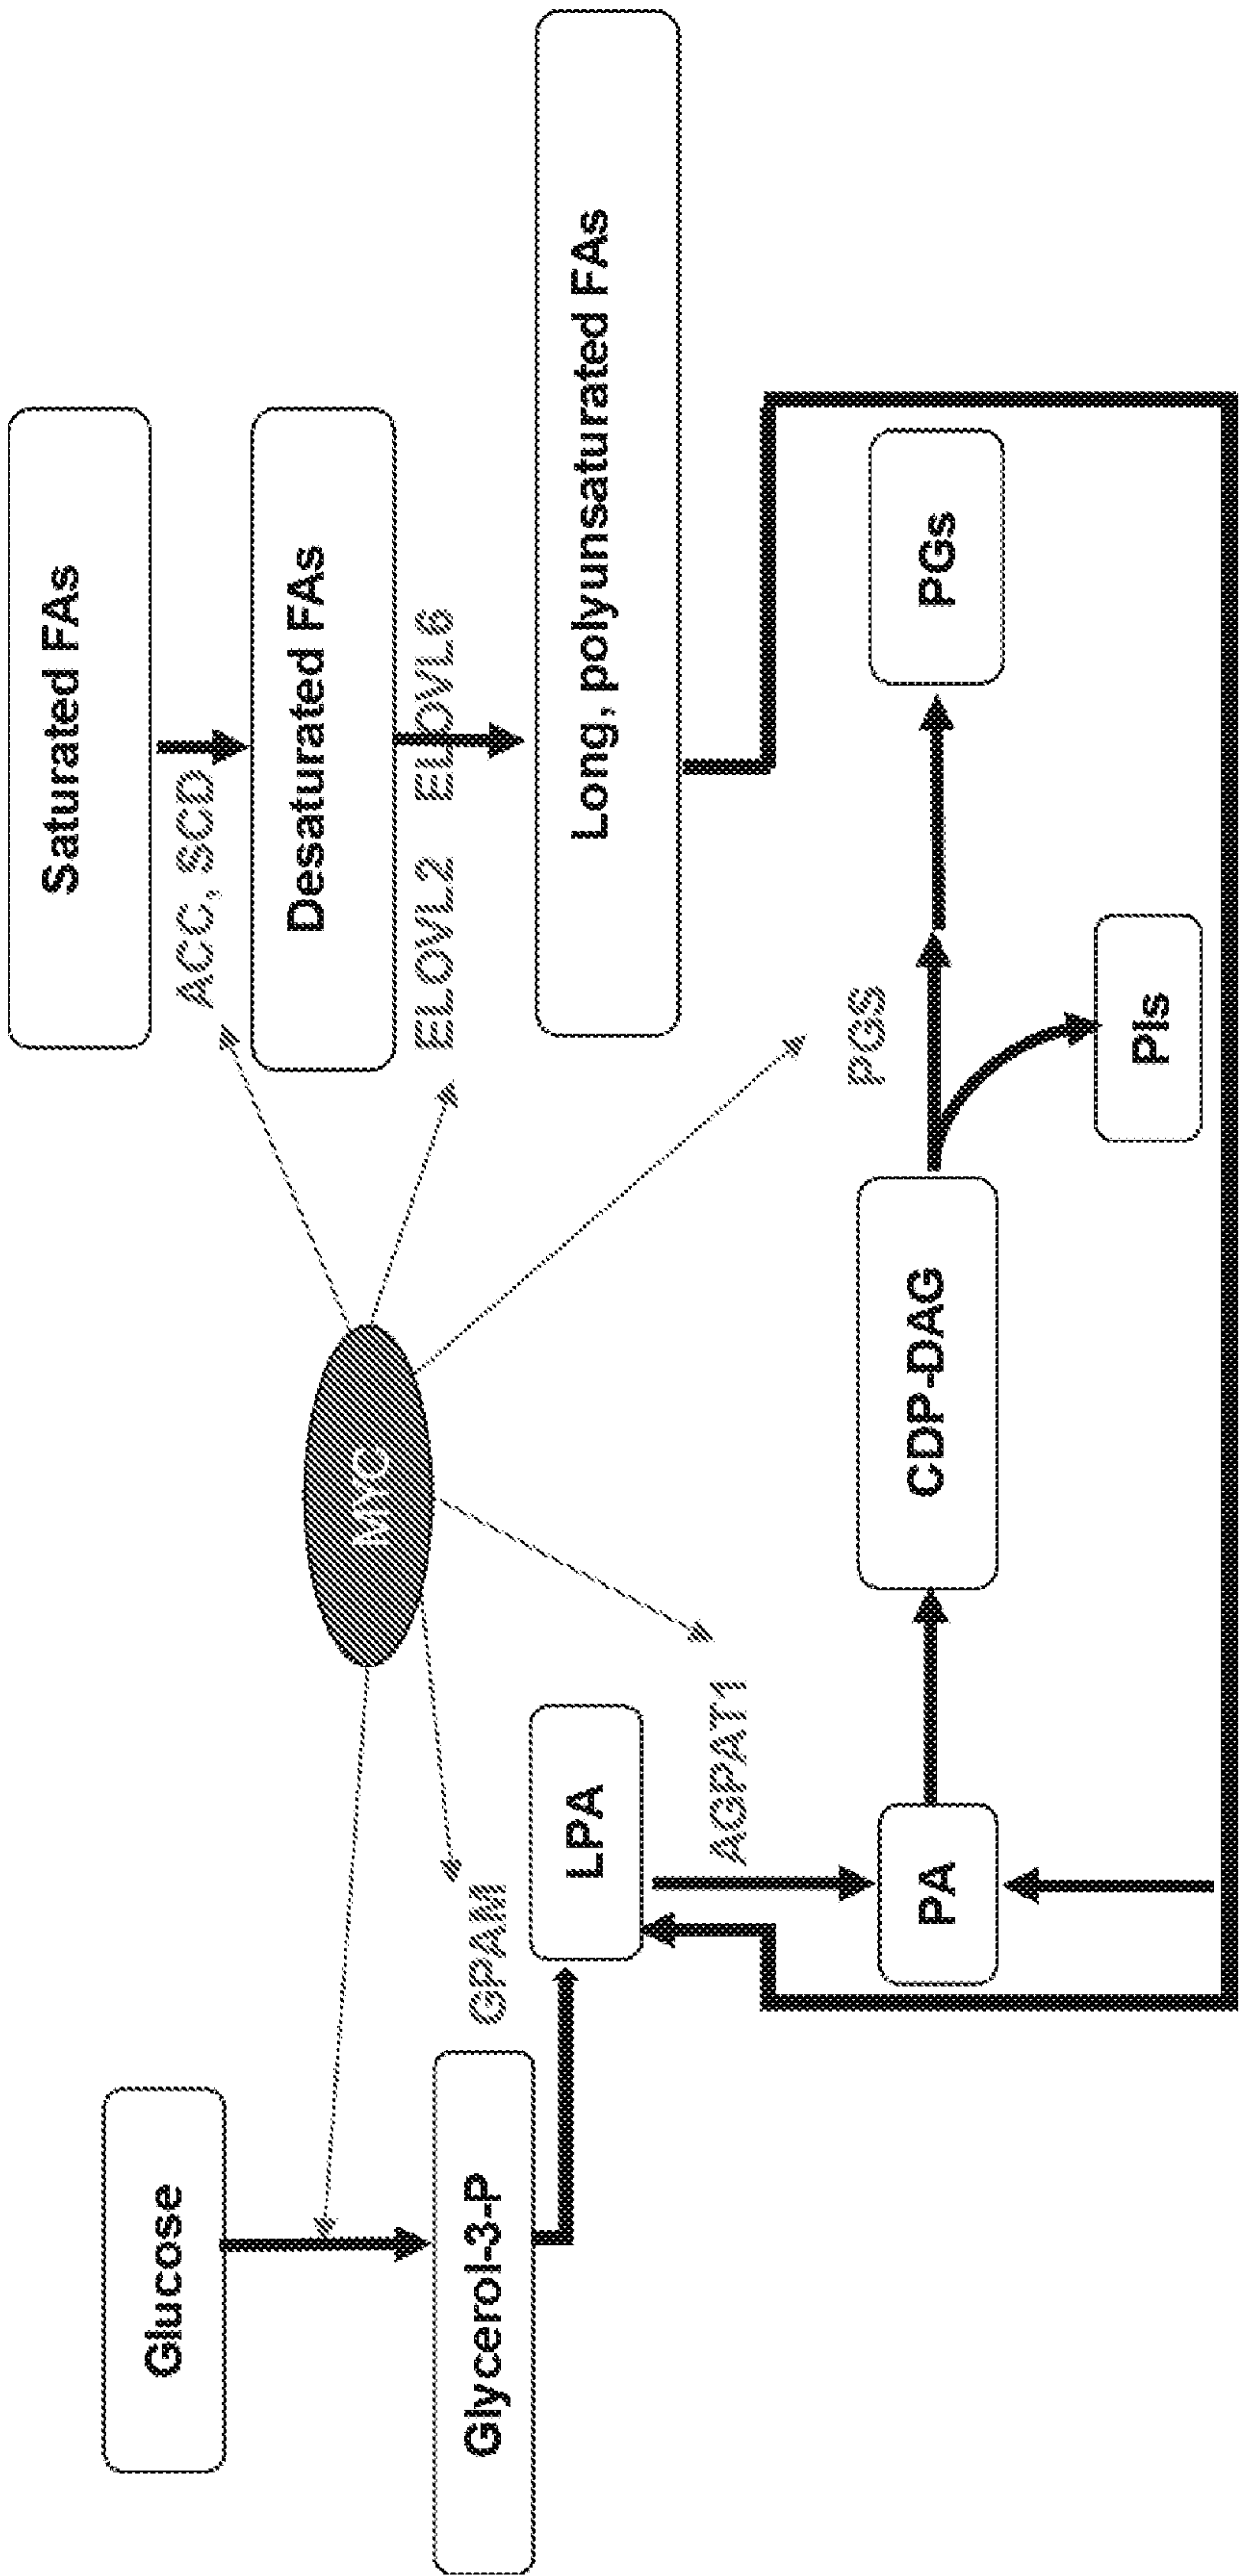 Glucose
Saturated FAs
ACC, SCD
MYC
Desaturated FAs
ELOVL2 ELOVL6
Glycerol-3-P
GPAM
LPA
Long, polyunsaturated FAs
AGPAT1
PGS
PA
CDP-DAG
PGs
PIs